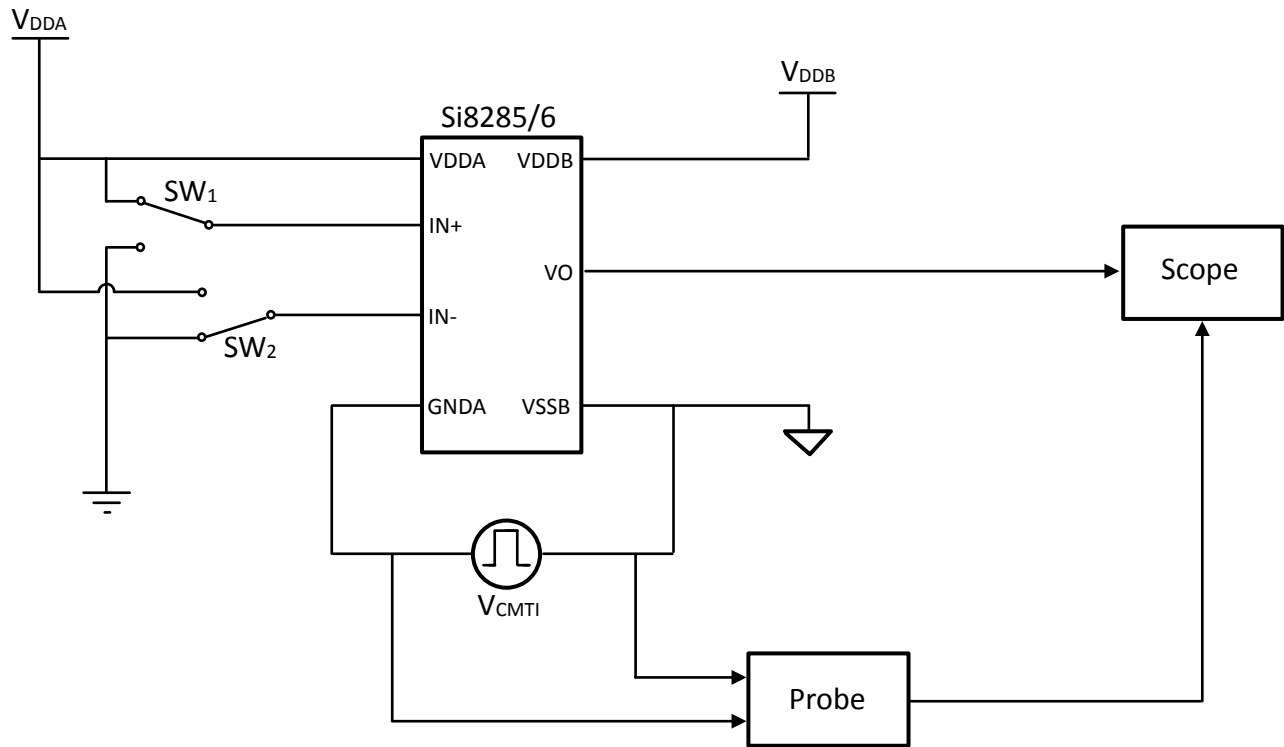 VDDA
VDDB
Si8285/6
VDDA VDDB
SW1
IN+
VO
Scope
IN-
SW2
GNDA VSSB
VCMTI
Probe